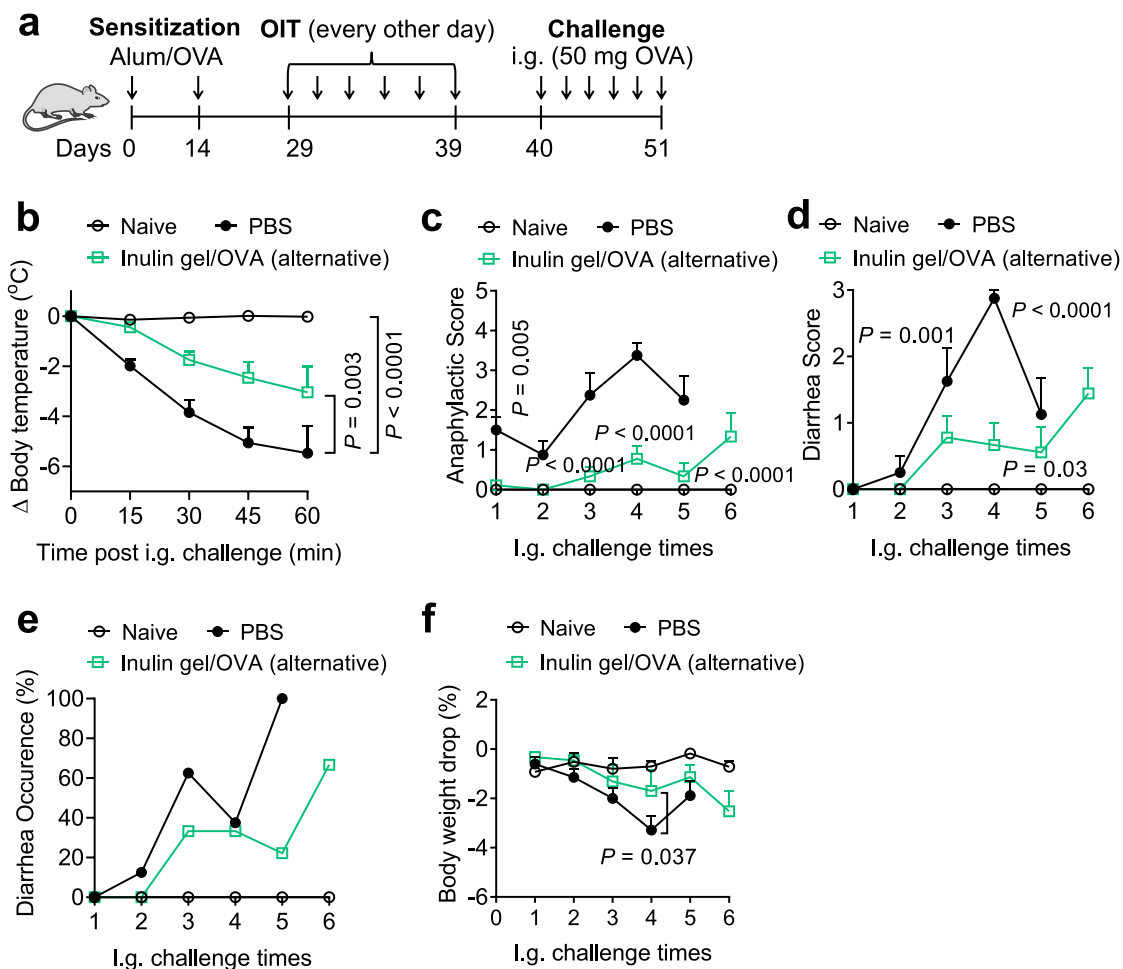 a
Sensitization
Alum/OVA
OIT (every other day)
Challenge
i.g. (50 mg OVA)
Days 0 14 29 39 40 51
b
Naive PBS
Inulin gel/OVA (alternative)
Δ Body temperature (°C)
0
-2
-4
-6
0 15 30 45 60
Time post i.g. challenge (min)
P = 0.003
P < 0.0001
c
Naive PBS
Inulin gel/OVA (alternative)
Anaphylactic Score
5
4
3
2
1
0
1 2 3 4 5 6
I.g. challenge times
P = 0.005
P < 0.0001
P < 0.0001
P < 0.0001
d
Naive PBS
Inulin gel/OVA (alternative)
Diarrhea Score
3
2
1
0
1 2 3 4 5 6
I.g. challenge times
P = 0.001
P < 0.0001
P = 0.03
e
Naive PBS
Inulin gel/OVA (alternative)
Diarrhea Occurence (%)
100
80
60
40
20
0
1 2 3 4 5 6
I.g. challenge times
f
Naive PBS
Inulin gel/OVA (alternative)
Body weight drop (%)
2
0
-2
-4
-6
0 1 2 3 4 5 6
I.g. challenge times
P = 0.037